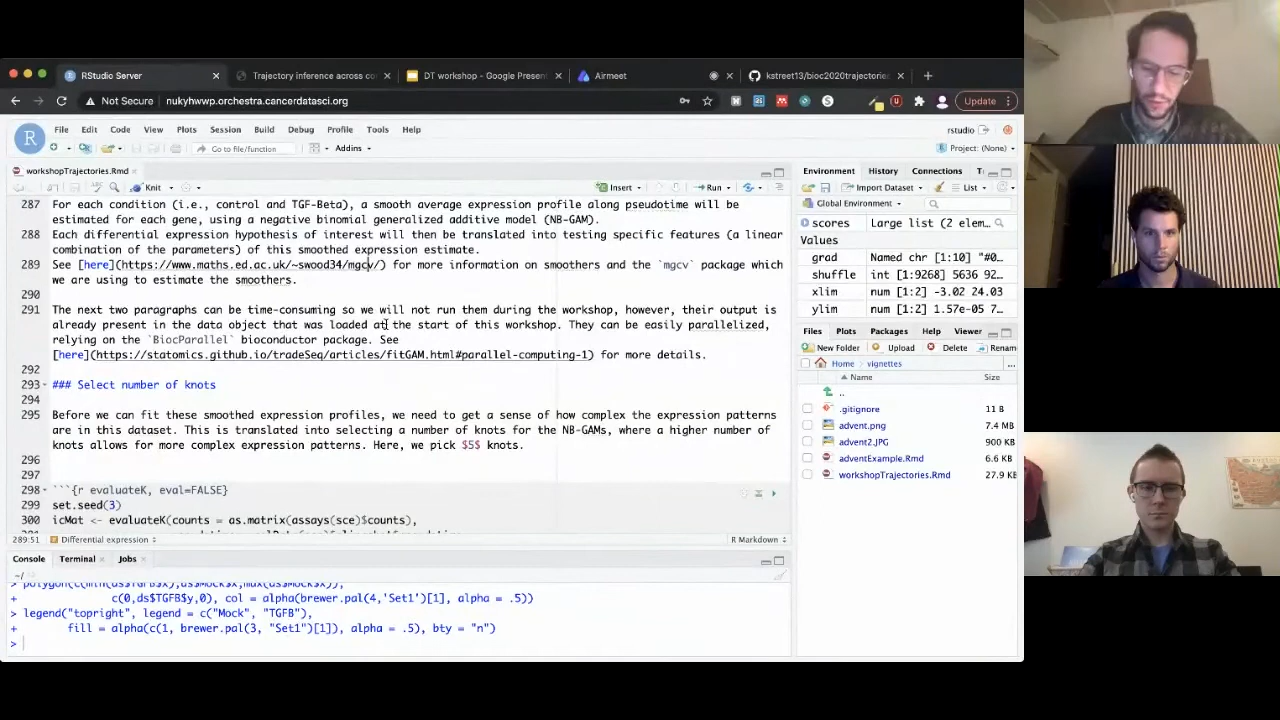 RStudio Server
Trajectory inference across co
DT workshop - Google Present
Airmeet
kstreet13/bioc2020trajectories
Not Secure
nukyhwwp.orchestra.cancerdatasci.org
Update
File Edit Code View Plots Session Build Debug Profile Tools Help
rstudio
Go to file/function
Addins
Project: (None)
workshopTrajectories.Rmd
Knit
Insert
Run
287 For each condition (i.e., control and TGF-Beta), a smooth average expression profile along pseudotime will be
estimated for each gene, using a negative binomial generalized additive model (NB-GAM).
288 Each differential expression hypothesis of interest will then be translated into testing specific features (a linear
combination of the parameters) of this smoothed expression estimate.
289 See [here](https://www.maths.ed.ac.uk/~swood34/mgcv/) for more information on smoothers and the `mgcv` package which
we are using to estimate the smoothers.
290
291 The next two paragraphs can be time-consuming so we will not run them during the workshop, however, their output is
already present in the data object that was loaded at the start of this workshop. They can be easily parallelized,
relying on the `BiocParallel` bioconductor package. See
[here](https://statomics.github.io/tradeSeq/articles/fitGAM.html#parallel-computing-1) for more details.
292
293 ### Select number of knots
294
295 Before we can fit these smoothed expression profiles, we need to get a sense of how complex the expression patterns
are in this dataset. This is translated into selecting a number of knots for the NB-GAMs, where a higher number of
knots allows for more complex expression patterns. Here, we pick $5$ knots.
296
297
298 ```{r evaluateK, eval=FALSE}
299 set.seed(3)
300 icMat <- evaluateK(counts = as.matrix(assays(sce)$counts),
289:51
Differential expression
R Markdown
Console
Terminal
Jobs
~/
+ c(0,ds$TGFB$y,0), col = alpha(brewer.pal(4,'Set1')[1], alpha = .5))
> legend("topright", legend = c("Mock", "TGFB"),
+ fill = alpha(c(1, brewer.pal(3, "Set1")[1]), alpha = .5), bty = "n")
>
Environment
History
Connections
Import Dataset
List
Global Environment
scores Large list (2 elem…
Values
grad Named chr [1:10] "#0…
shuffle int [1:9268] 5636 92…
xlim num [1:2] -3.02 24.03
ylim num [1:2] 1.57e-05 7…
Files
Plots
Packages
Help
Viewer
New Folder
Upload
Delete
Renam
Home
vignettes
Name
Size
..
.gitignore 11 B
advent.png 7.4 MB
advent2.JPG 900 KB
adventExample.Rmd 6.6 KB
workshopTrajectories.Rmd 27.9 KB